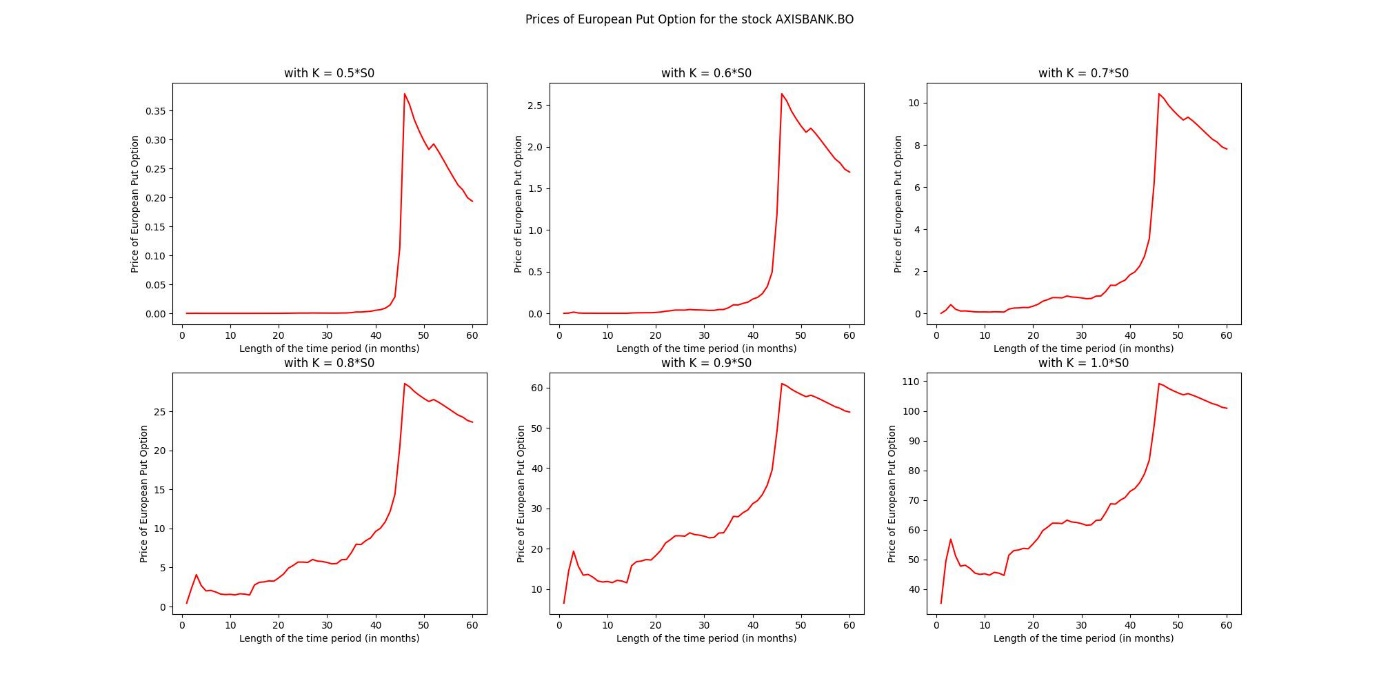 Prices of European Put Option for the stock AXISBANK.BO
with K = 0.5*S0
Price of European Put Option
0.35
0.30
0.25
0.20
0.15
0.10
0.05
0.00
0 10 20 30 40 50 60
Length of the time period (in months)
with K = 0.6*S0
Price of European Put Option
2.5
2.0
1.5
1.0
0.5
0.0
0 10 20 30 40 50 60
Length of the time period (in months)
with K = 0.7*S0
Price of European Put Option
10
8
6
4
2
0
0 10 20 30 40 50 60
Length of the time period (in months)
with K = 0.8*S0
Price of European Put Option
25
20
15
10
5
0
0 10 20 30 40 50 60
Length of the time period (in months)
with K = 0.9*S0
Price of European Put Option
60
50
40
30
20
10
0 10 20 30 40 50 60
Length of the time period (in months)
with K = 1.0*S0
Price of European Put Option
110
100
90
80
70
60
50
40
0 10 20 30 40 50 60
Length of the time period (in months)